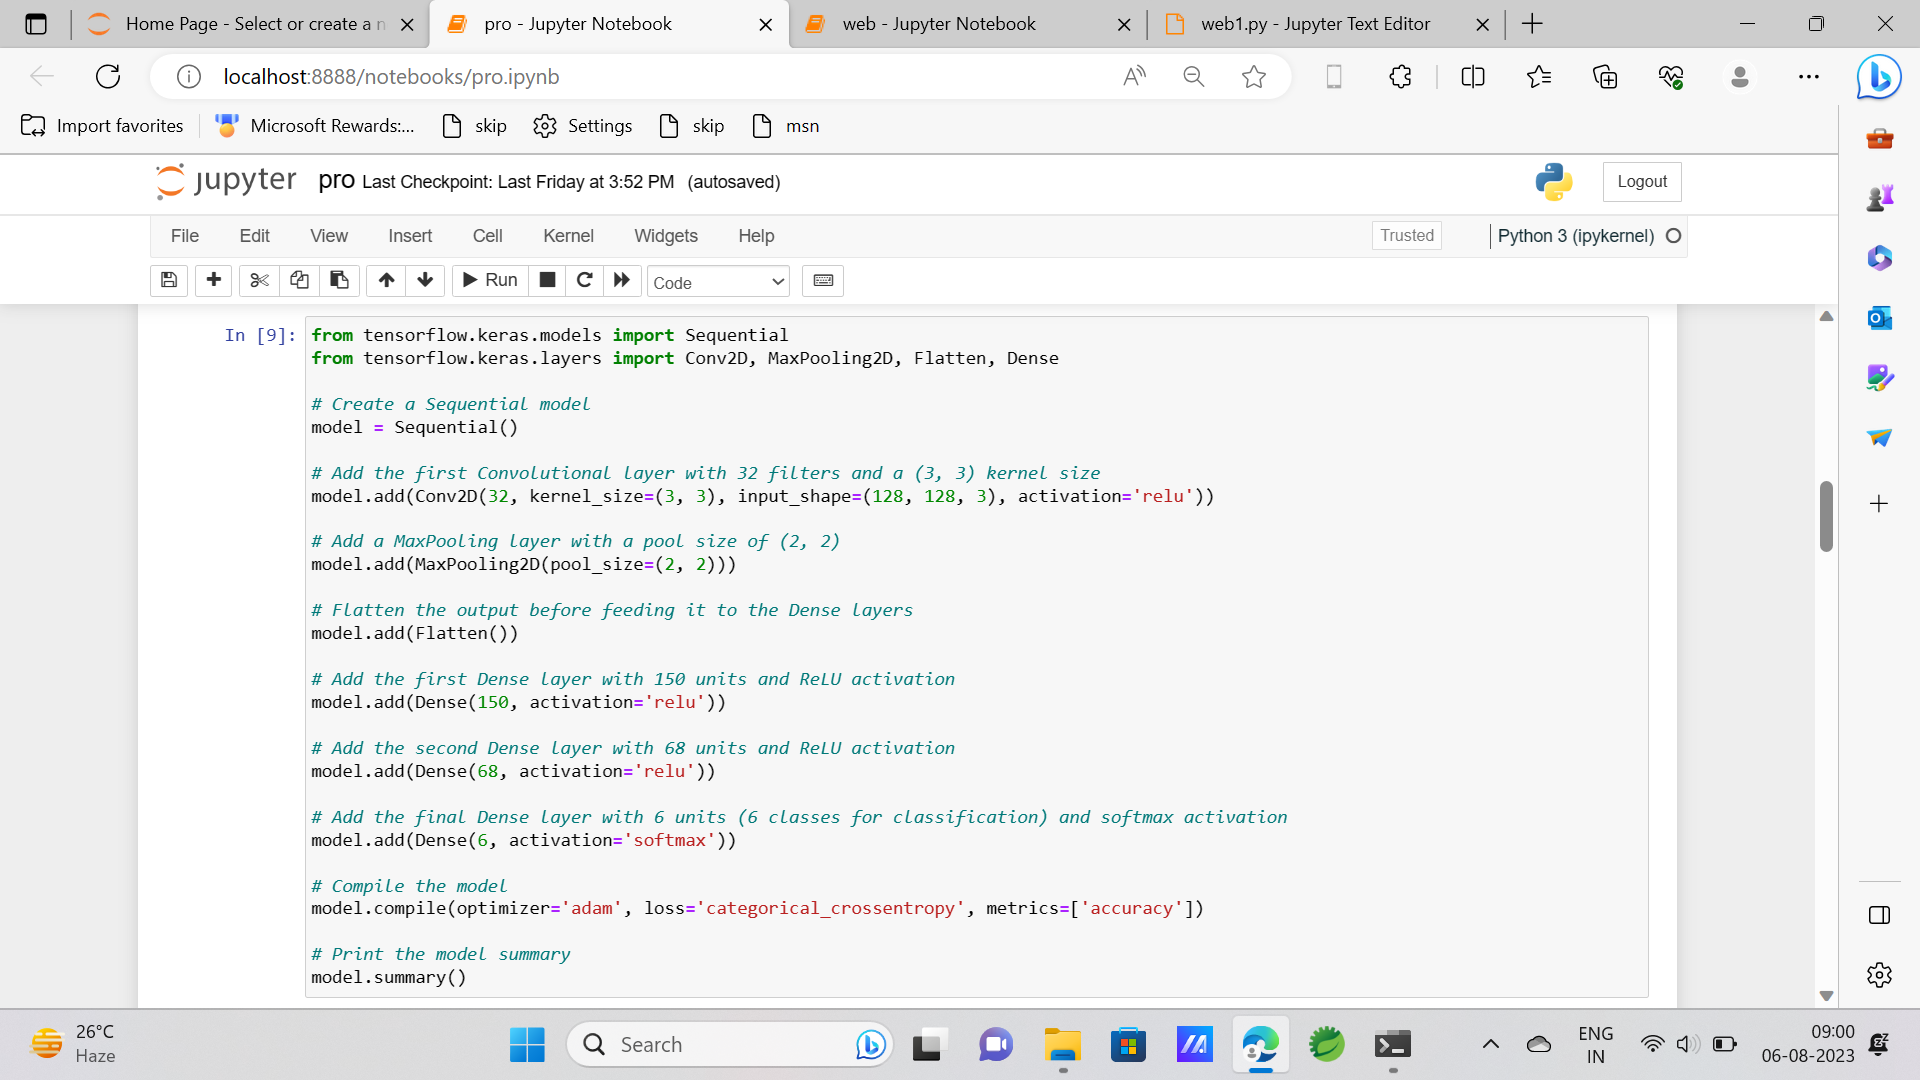 Home Page - Select or create a n
pro - Jupyter Notebook
web - Jupyter Notebook
web1.py - Jupyter Text Editor
localhost:8888/notebooks/pro.ipynb
Import favorites
Microsoft Rewards:...
skip
Settings
skip
msn
jupyter pro Last Checkpoint: Last Friday at 3:52 PM (autosaved)
Logout
File Edit View Insert Cell Kernel Widgets Help
Trusted
Python 3 (ipykernel)
Run
Code
In [9]:
from tensorflow.keras.models import Sequential
from tensorflow.keras.layers import Conv2D, MaxPooling2D, Flatten, Dense
# Create a Sequential model
model = Sequential()
# Add the first Convolutional layer with 32 filters and a (3, 3) kernel size
model.add(Conv2D(32, kernel_size=(3, 3), input_shape=(128, 128, 3), activation='relu'))
# Add a MaxPooling layer with a pool size of (2, 2)
model.add(MaxPooling2D(pool_size=(2, 2)))
# Flatten the output before feeding it to the Dense layers
model.add(Flatten())
# Add the first Dense layer with 150 units and ReLU activation
model.add(Dense(150, activation='relu'))
# Add the second Dense layer with 68 units and ReLU activation
model.add(Dense(68, activation='relu'))
# Add the final Dense layer with 6 units (6 classes for classification) and softmax activation
model.add(Dense(6, activation='softmax'))
# Compile the model
model.compile(optimizer='adam', loss='categorical_crossentropy', metrics=['accuracy'])
# Print the model summary
model.summary()
26°C
Haze
Search
ENG
IN
09:00
06-08-2023